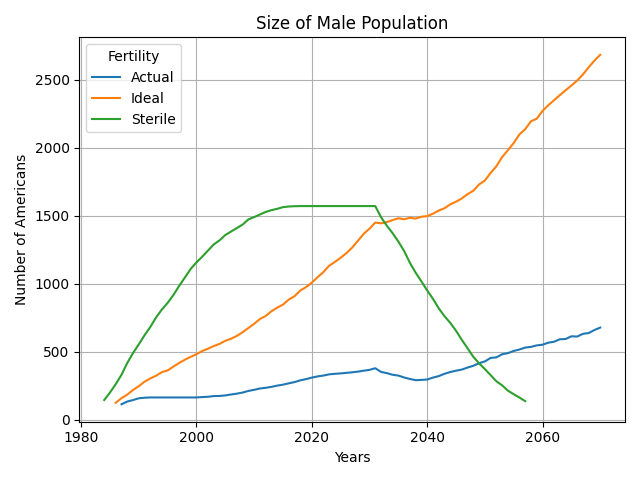 Size of Male Population
Fertility
Actual
Ideal
Sterile
Number of Americans
2500
2000
1500
1000
500
0
1980 2000 2020 2040 2060
Years